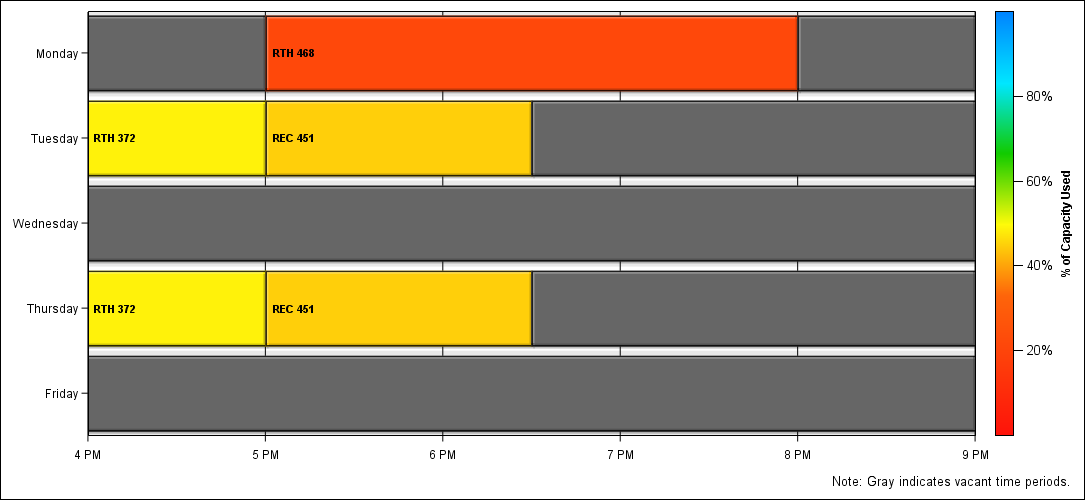 Monday
RTH 468
Tuesday
RTH 372
REC 451
Wednesday
Thursday
RTH 372
REC 451
Friday
4 PM 5 PM 6 PM 7 PM 8 PM 9 PM
80%
60%
40%
20%
% of Capacity Used
Note: Gray indicates vacant time periods.